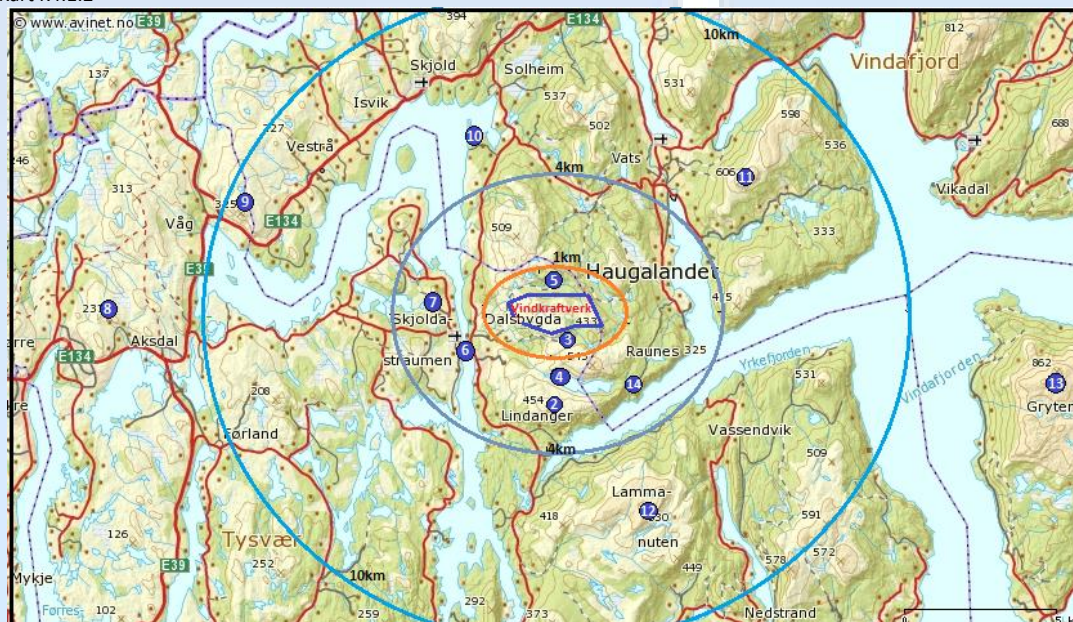 © www.avinet.no
E39
394
E134
10km
812
Vindafjord
137
Skjold
Solheim
531
Isvik
537
598
727
502
688
10
536
246
Vestrå
Vats
4km
313
606
11
Vikadal
325
9
E134
Våg
509
333
1km
Haugalandet
5
415
7
Vindkraftverk
8
Skjolda-
Dalsbygda
433
Aksdal
3
straumen
6
Raunes
325
Yrkefjorden
E134
4
14
531
Vindafjorden
862
13
208
454
2
Gryten
Lindanger
Førland
Vassendvik
4km
509
Lamma-
12
418
591
126
Tysvær
nuten
252
572
E39
578
10km
449
Mykje
Førres-
102
292
259
373
Nedstrand